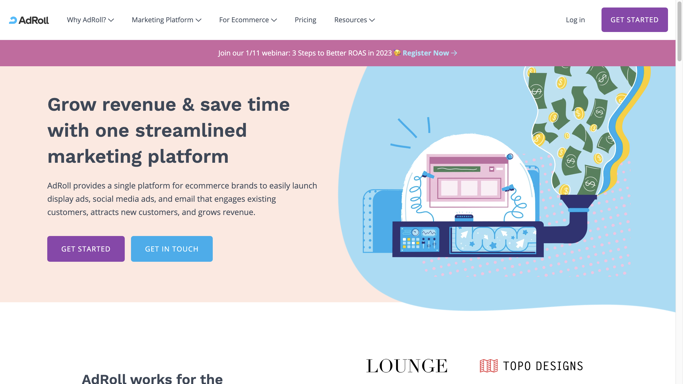 AdRoll
Why AdRoll?
Marketing Platform
For Ecommerce
Pricing
Resources
Log in
GET STARTED
Join our 1/11 webinar: 3 Steps to Better ROAS in 2023 🤣 Register Now →
Grow revenue & save time
with one streamlined
marketing platform
AdRoll provides a single platform for ecommerce brands to easily launch
display ads, social media ads, and email that engages existing
customers, attracts new customers, and grows revenue.
GET STARTED
GET IN TOUCH
LOUNGE
TOPO DESIGNS
AdRoll works for the